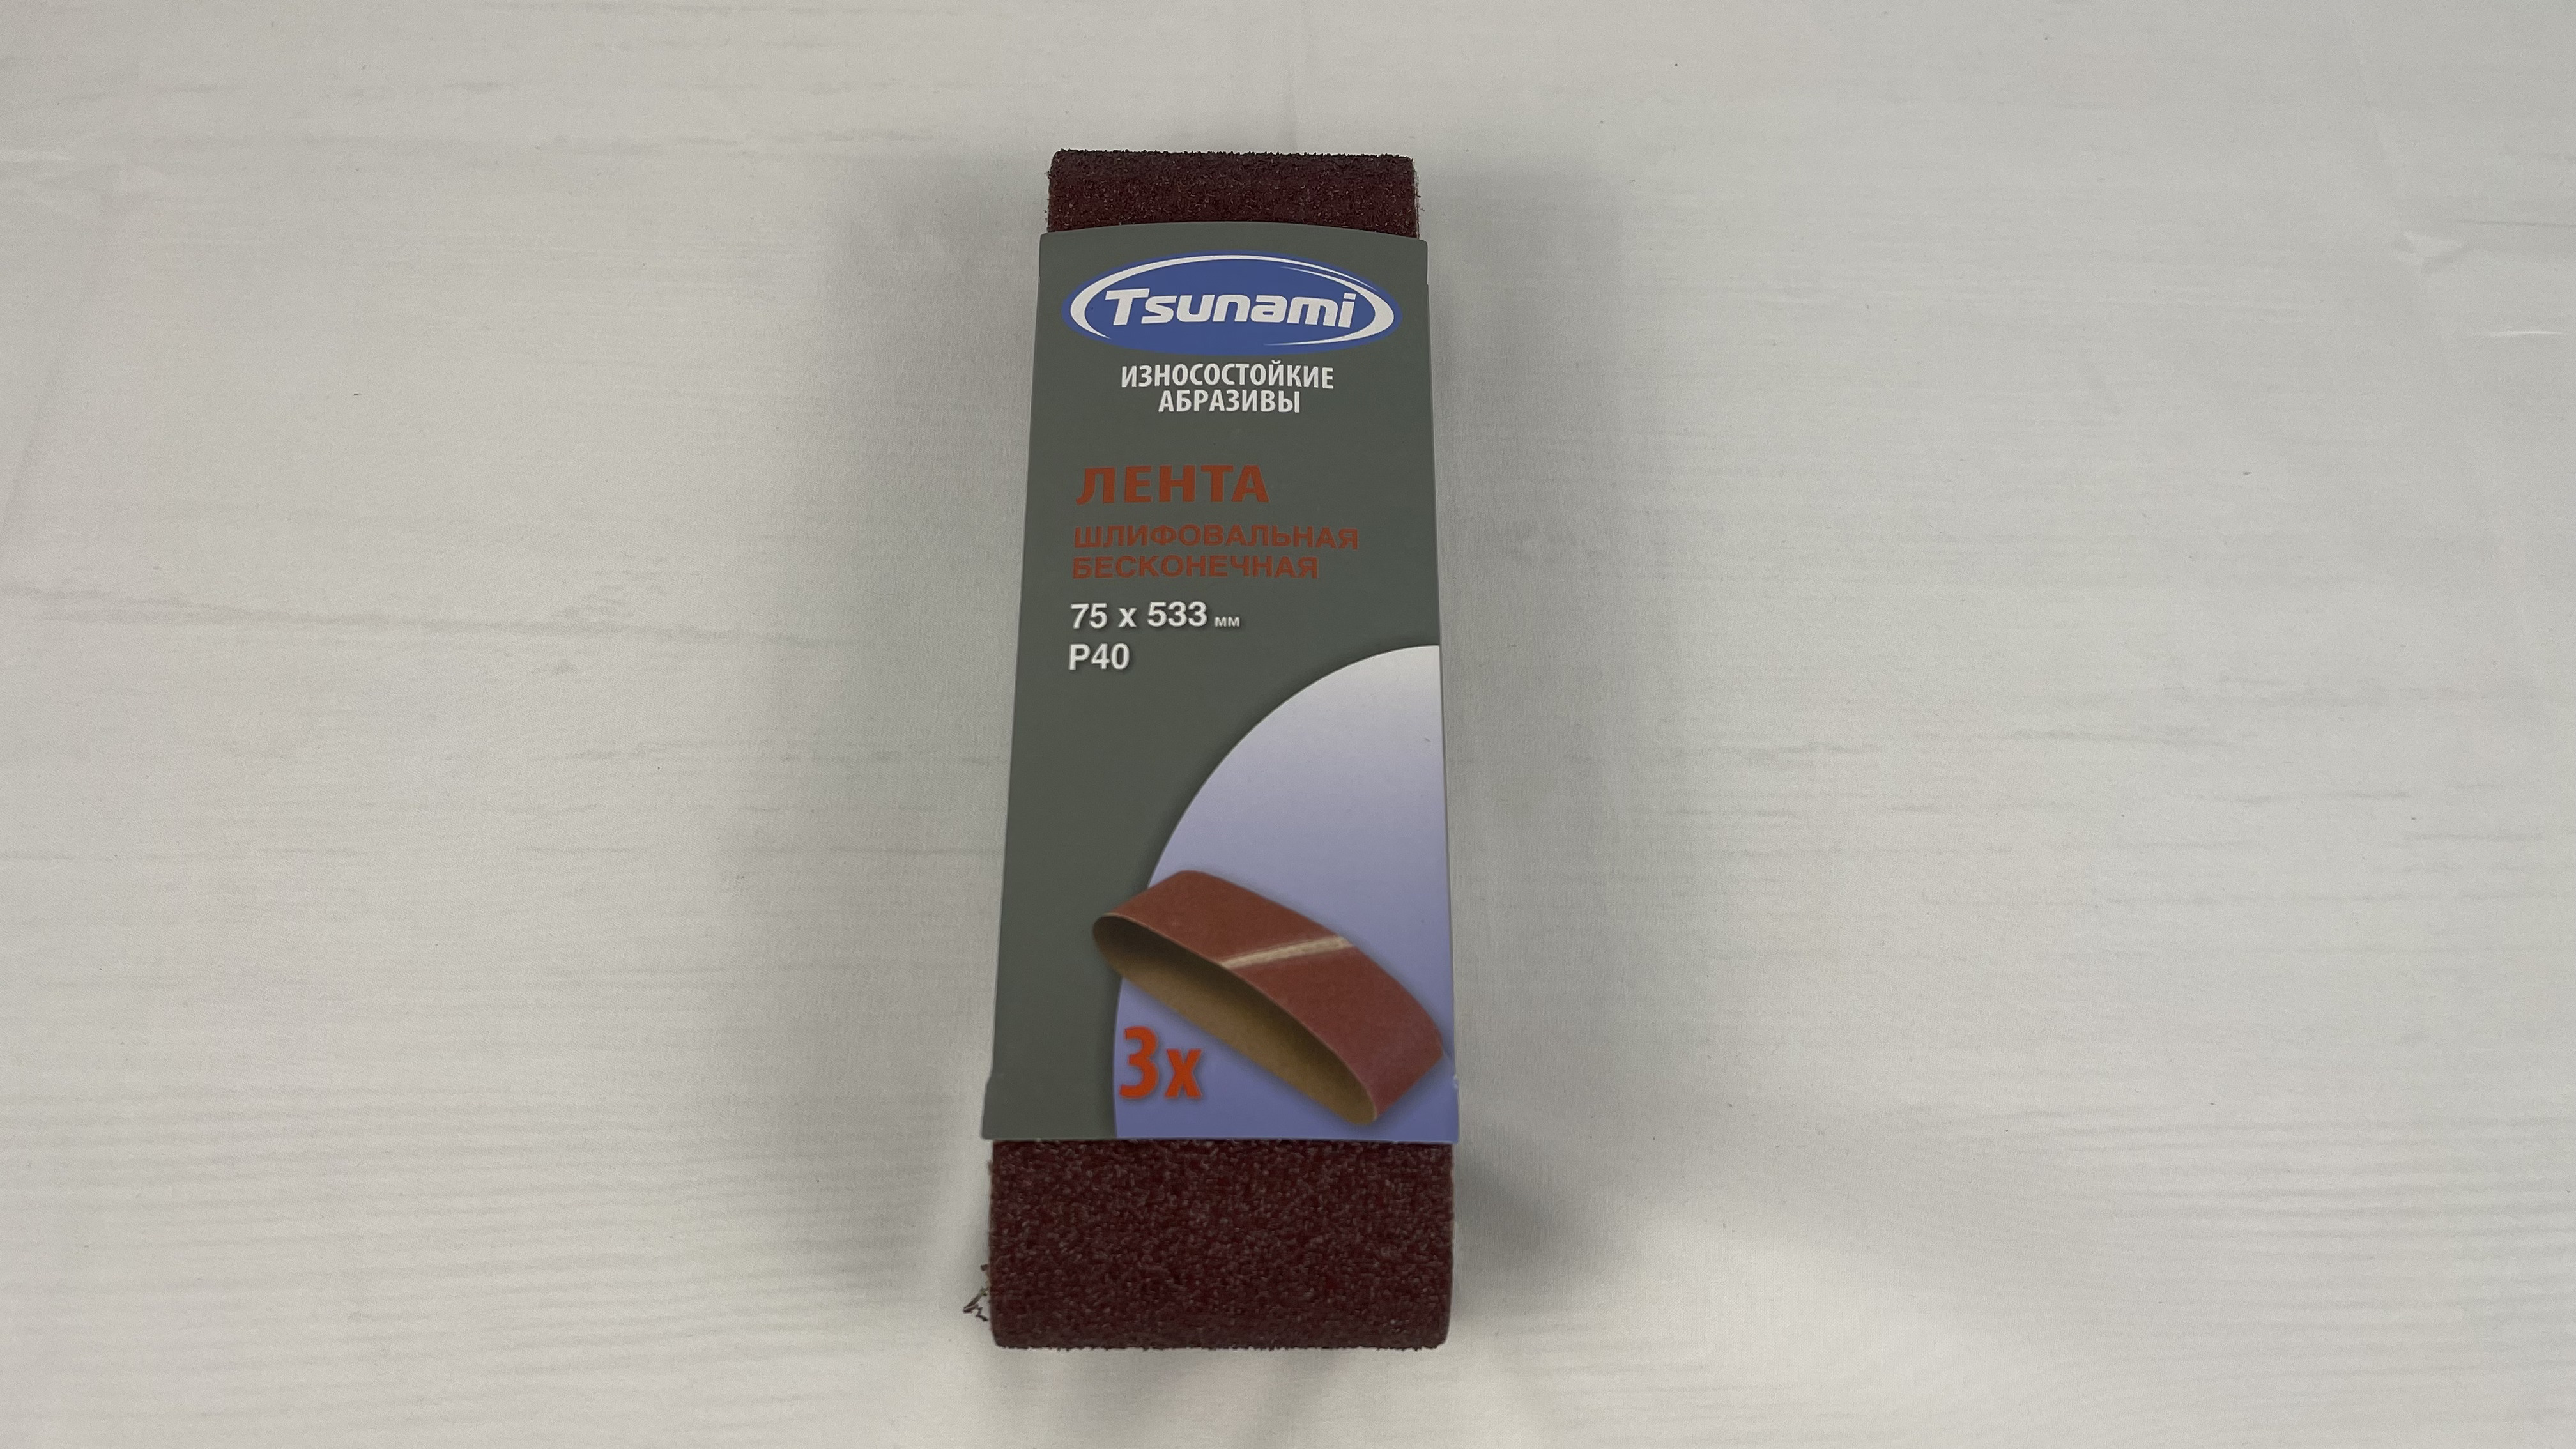 Tsunami
ИЗНОСОСТОЙКИЕ
АБРАЗИВЫ
ЛЕНТА
ШЛИФОВАЛЬНАЯ
БЕСКОНЕЧНАЯ
75 x 533 мм
P40
3x